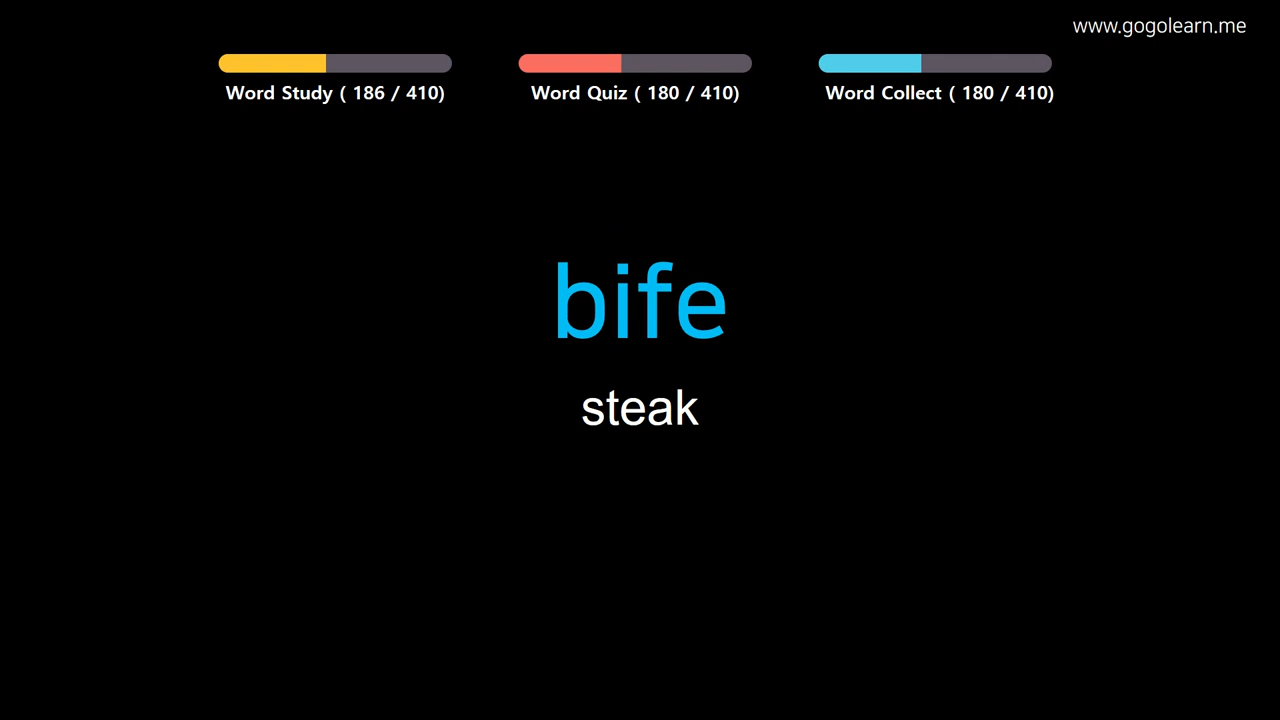 www.gogolearn.me
Word Study ( 186 / 410)
Word Quiz ( 180 / 410)
Word Collect ( 180 / 410)
bife
steak